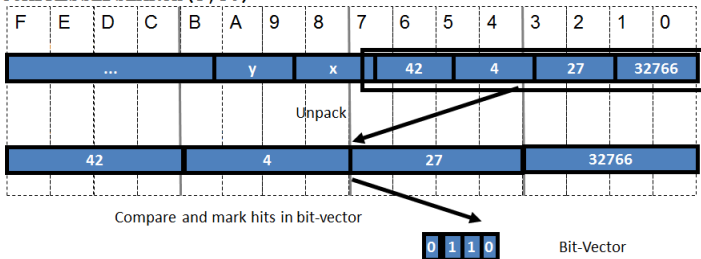 F E D C B A 9 8 7 6 5 4 3 2 1 0
... y x 42 4 27 32766
Unpack
42 4 27 32766
Compare and mark hits in bit-vector
0 1 1 0 Bit-Vector